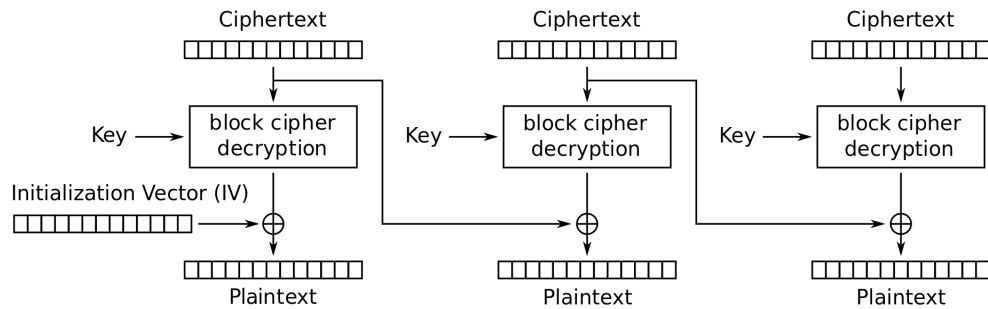 Ciphertext
Ciphertext
Ciphertext
Key
block cipher
decryption
Key
block cipher
decryption
Key
block cipher
decryption
Initialization Vector (IV)
Plaintext
Plaintext
Plaintext